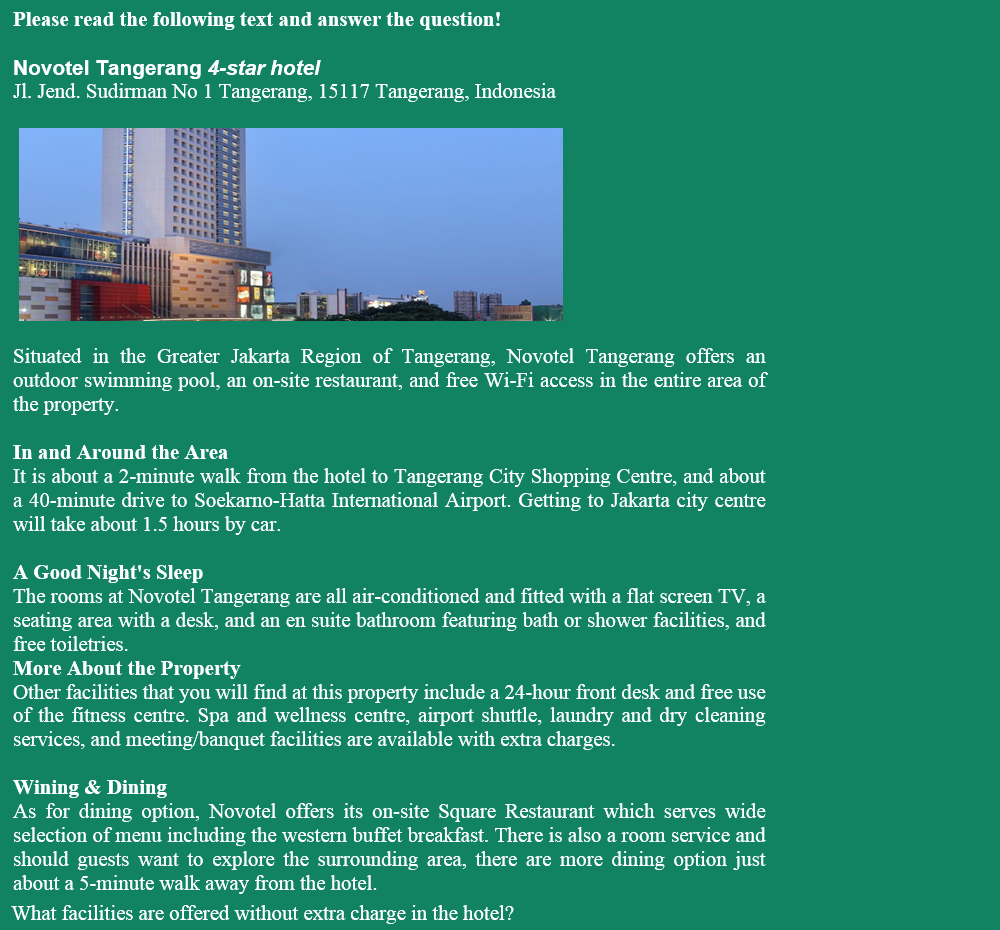 Please read the following text and answer the question!
Novotel Tangerang 4-star hotel
Jl. Jend. Sudirman No 1 Tangerang, 15117 Tangerang, Indonesia
Situated in the Greater Jakarta Region of Tangerang, Novotel Tangerang offers an
outdoor swimming pool, an on-site restaurant, and free Wi-Fi access in the entire area of
the property.
In and Around the Area
It is about a 2-minute walk from the hotel to Tangerang City Shopping Centre, and about
a 40-minute drive to Soekarno-Hatta International Airport. Getting to Jakarta city centre
will take about 1.5 hours by car.
A Good Night's Sleep
The rooms at Novotel Tangerang are all air-conditioned and fitted with a flat screen TV, a
seating area with a desk, and an en suite bathroom featuring bath or shower facilities, and
free toiletries.
More About the Property
Other facilities that you will find at this property include a 24-hour front desk and free use
of the fitness centre. Spa and wellness centre, airport shuttle, laundry and dry cleaning
services, and meeting/banquet facilities are available with extra charges.
Wining & Dining
As for dining option, Novotel offers its on-site Square Restaurant which serves wide
selection of menu including the western buffet breakfast. There is also a room service and
should guests want to explore the surrounding area, there are more dining option just
about a 5-minute walk away from the hotel.
What facilities are offered without extra charge in the hotel?